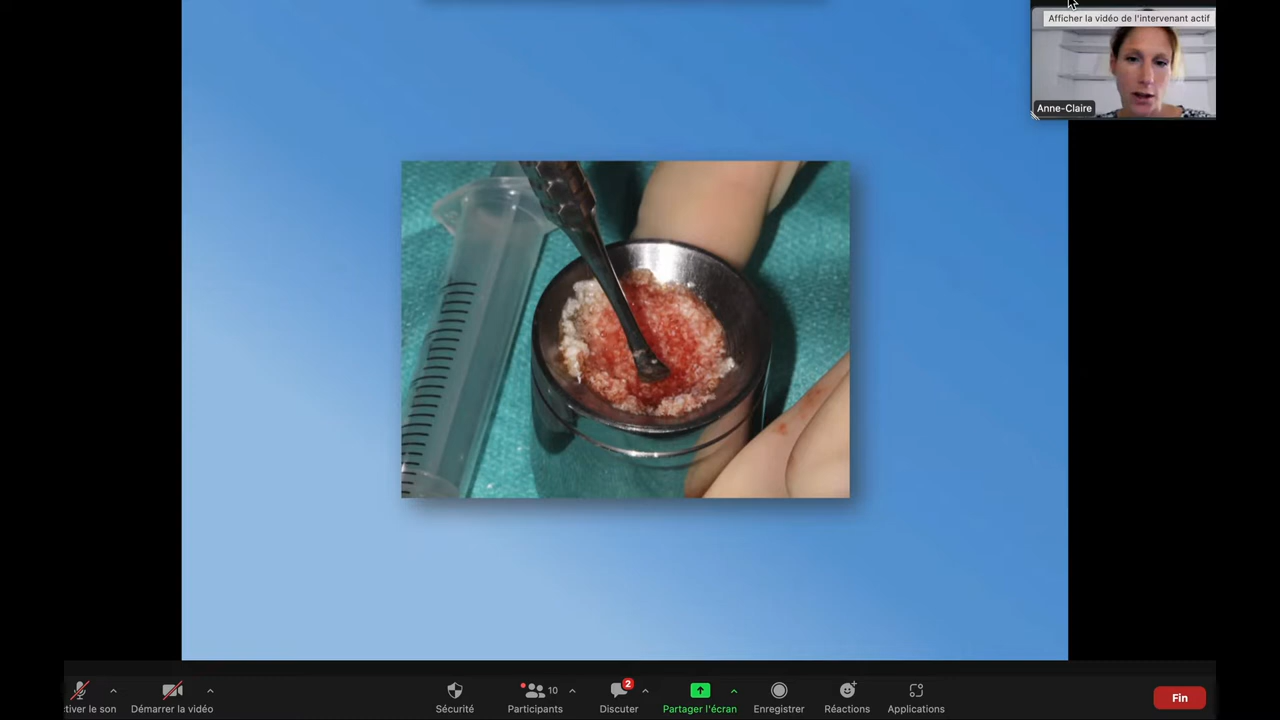 Afficher la vidéo de l'intervenant actif
Anne-Claire
tiver le son
Démarrer la vidéo
Sécurité
10
Participants
2
Discuter
Partager l'écran
Enregistrer
Réactions
Applications
Fin